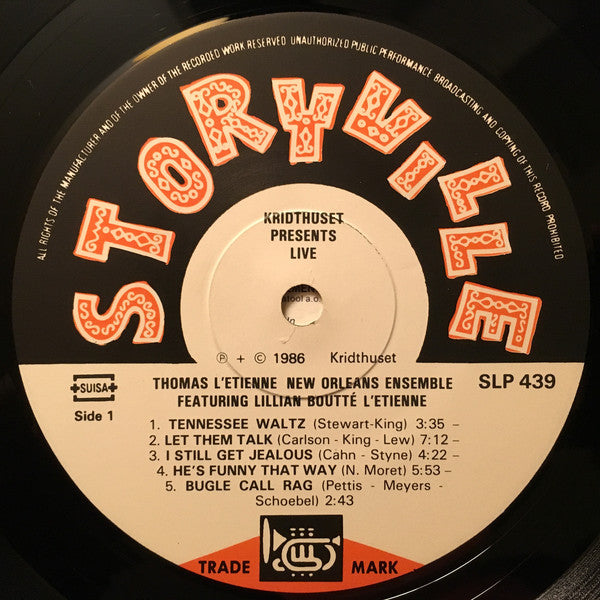 ALL RIGHTS OF THE MANUFACTURER AND OF THE OWNER OF THE RECORDED WORK RESERVED UNAUTHORIZED PUBLIC PERFORMANCE BROADCASTING AND COPYING OF THIS RECORD PROHIBITED
STORYVILLE
KRIDTHUSET
PRESENTS
LIVE
℗ + © 1986 Kridthuset
THOMAS L'ETIENNE NEW ORLEANS ENSEMBLE
FEATURING LILLIAN BOUTTÉ L'ETIENNE
SLP 439
SUISA
Side 1
1. TENNESSEE WALTZ (Stewart-King) 3:35 –
2. LET THEM TALK (Carlson - King - Lew) 7:12 –
3. I STILL GET JEALOUS (Cahn - Styne) 4:22 –
4. HE'S FUNNY THAT WAY (N. Moret) 5:53 –
5. BUGLE CALL RAG (Pettis - Meyers -
Schoebel) 2:43
TRADE MARK